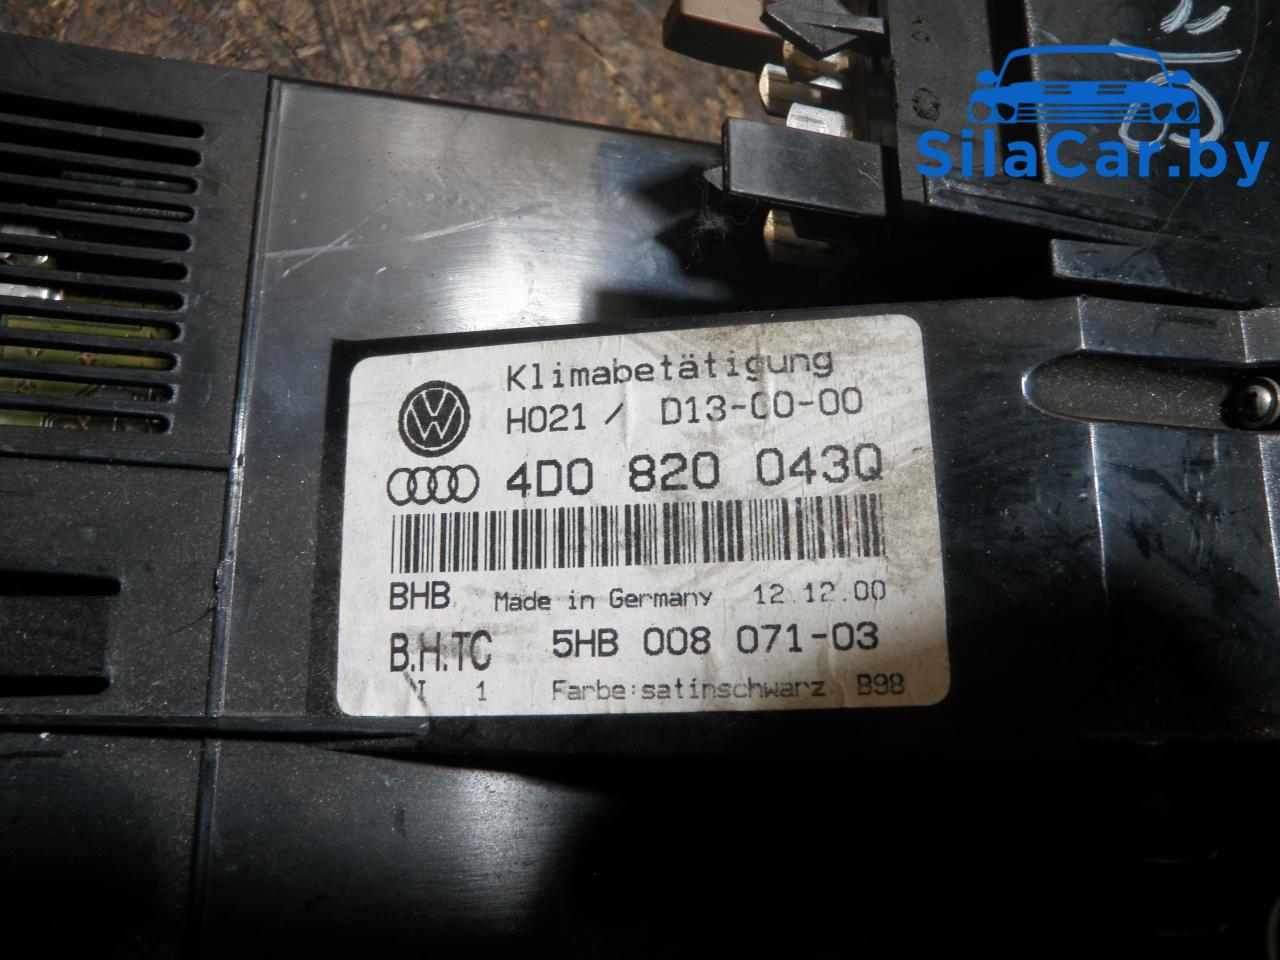 SilaCar.by
Klimabetätigung
H021 / D13-00-00
4D0 820 043Q
BHB Made in Germany 12.12.00
B.H.TC 5HB 008 071-03
I 1 Farbe:satinschwarz B98